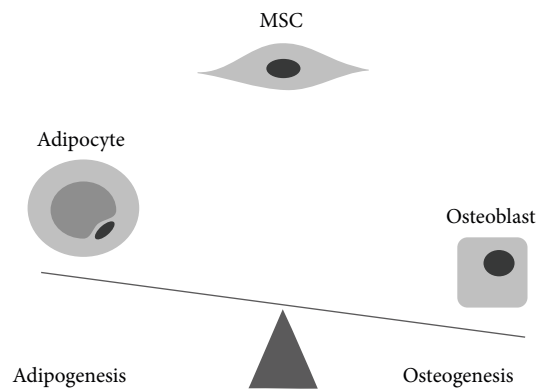 MSC
Adipocyte
Osteoblast
Adipogenesis
Osteogenesis